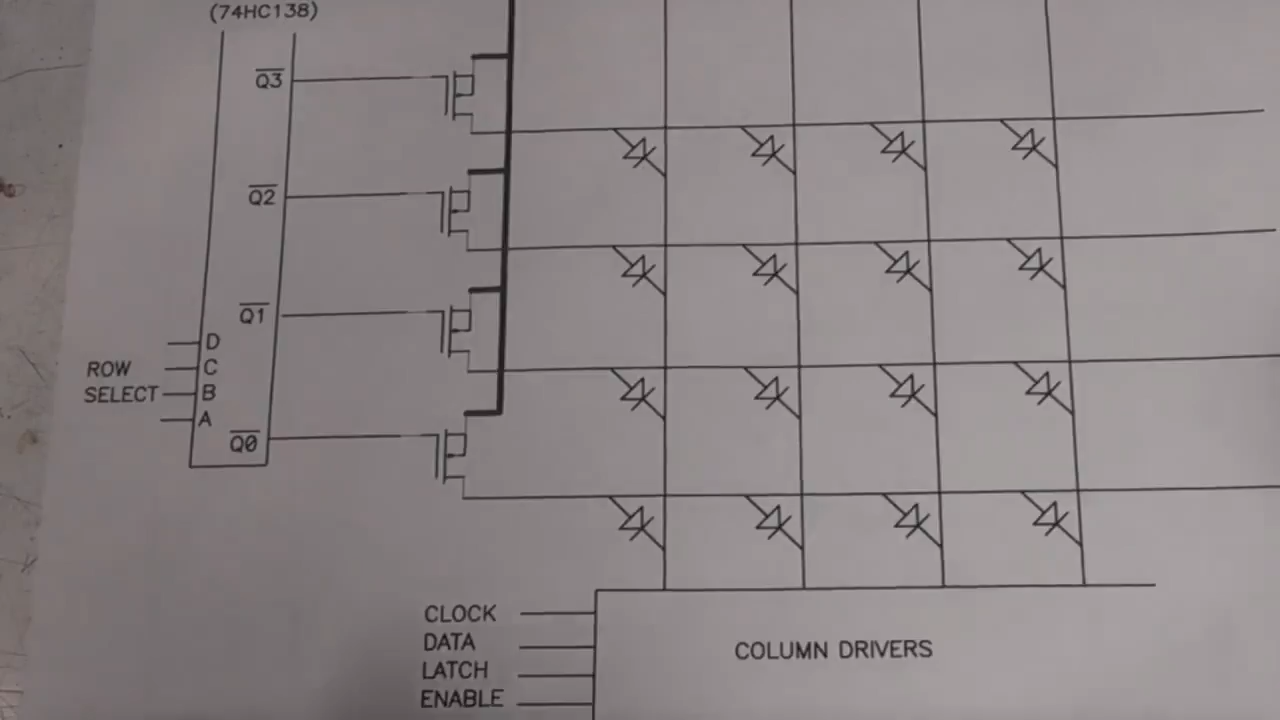 (74HC138)
Q3
Q2
Q1
D
ROW C
SELECT B
A
Q0
CLOCK
DATA
LATCH
ENABLE
COLUMN DRIVERS